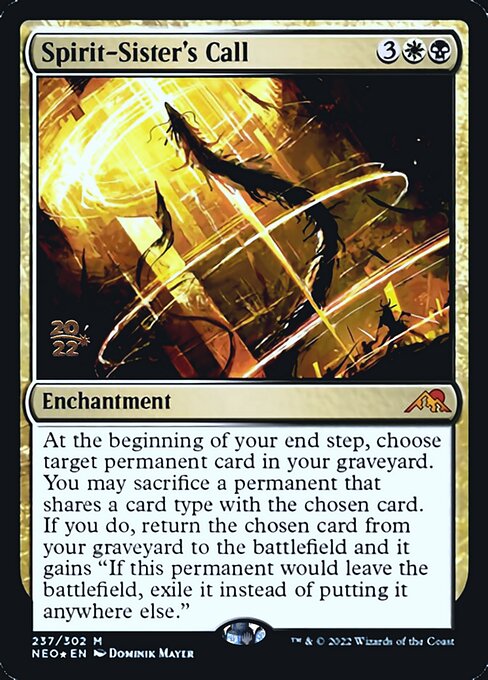 Spirit-Sister's Call 3
20
22
Enchantment
At the beginning of your end step, choose
target permanent card in your graveyard.
You may sacrifice a permanent that
shares a card type with the chosen card.
If you do, return the chosen card from
your graveyard to the battlefield and it
gains “If this permanent would leave the
battlefield, exile it instead of putting it
anywhere else.”
237/302 M
™ & © 2022 Wizards of the Coast
NEO★EN Dominik Mayer